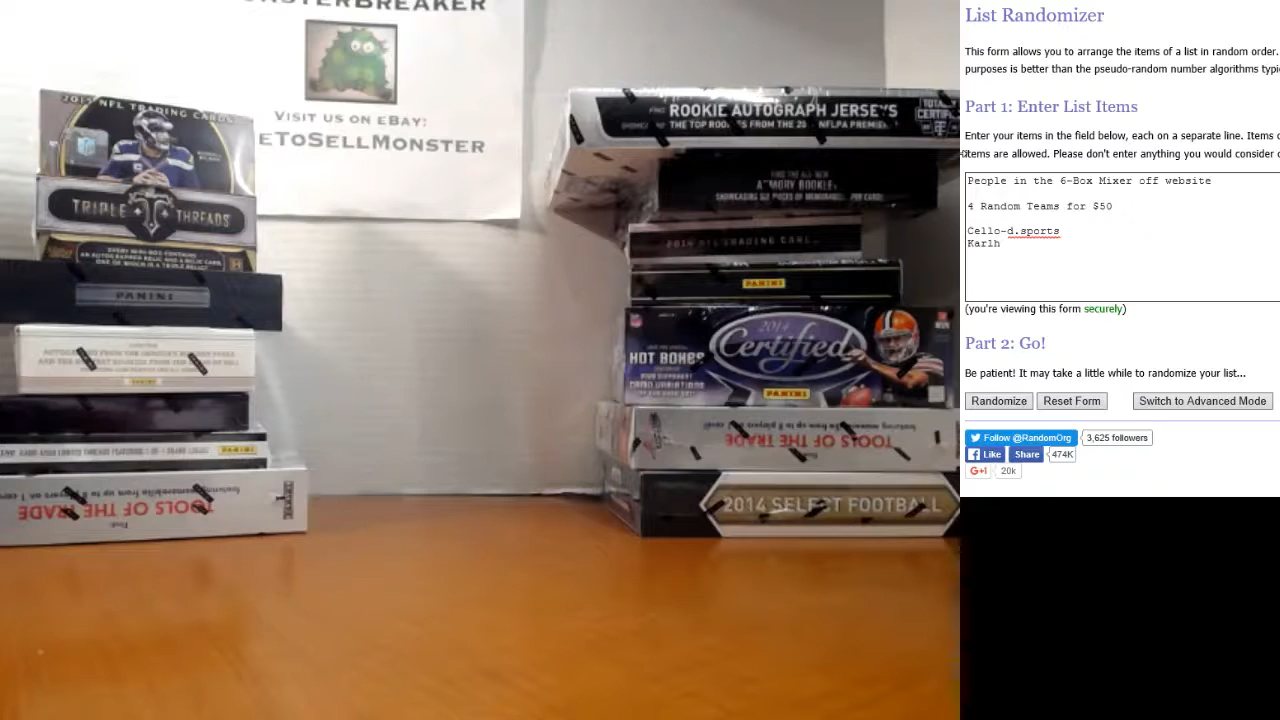 NSTERBREAKER
VISIT US ON EBAY:
ETOSELLMONSTER
NFL TRADING CARDS
TRIPLE THREADS
PANINI
PANINI
TOOLS OF THE TRADE
ROOKIE AUTOGRAPH JERSEYS
THE TOP ROOKIES FROM THE 20 NFLPA PREMIERE
2014 NFL TRADING CARDS
PANINI
2014
Certified
HOT BOXES
PANINI
TOOLS OF THE TRADE
2014 SELECT FOOTBALL
List Randomizer
This form allows you to arrange the items of a list in random order.
purposes is better than the pseudo-random number algorithms typi
Part 1: Enter List Items
Enter your items in the field below, each on a separate line. Items
items are allowed. Please don't enter anything you would consider
People in the 6-Box Mixer off website
4 Random Teams for $50
Cello-d.sports
Karlh
(you're viewing this form securely)
Part 2: Go!
Be patient! It may take a little while to randomize your list...
Randomize Reset Form Switch to Advanced Mode
Follow @RandomOrg 3,625 followers
Like Share 474K
G+1 20k